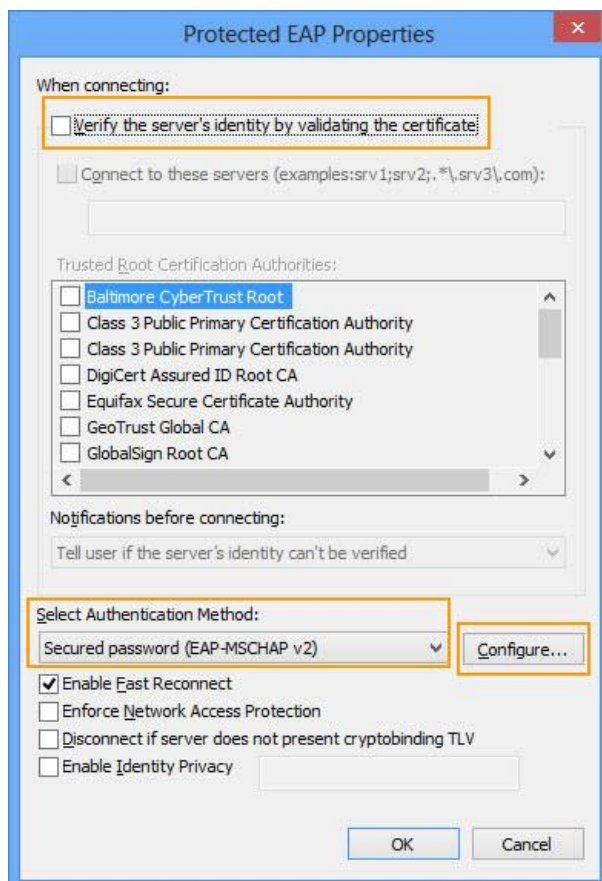 Protected EAP Properties
When connecting:
Verify the server's identity by validating the certificate
Connect to these servers (examples:srv1;srv2;.*\.srv3\.com):
Trusted Root Certification Authorities:
Baltimore CyberTrust Root
Class 3 Public Primary Certification Authority
Class 3 Public Primary Certification Authority
DigiCert Assured ID Root CA
Equifax Secure Certificate Authority
GeoTrust Global CA
GlobalSign Root CA
Notifications before connecting:
Tell user if the server's identity can't be verified
Select Authentication Method:
Secured password (EAP-MSCHAP v2)
Configure...
Enable Fast Reconnect
Enforce Network Access Protection
Disconnect if server does not present cryptobinding TLV
Enable Identity Privacy
OK Cancel